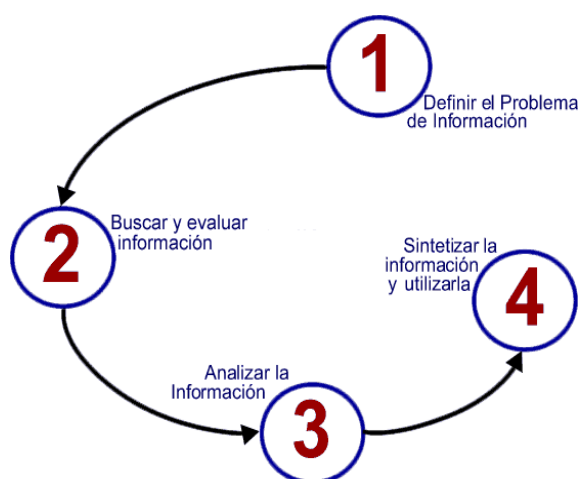 1
Definir el Problema
de Información
2
Buscar y evaluar
información
3
Analizar la
Información
4
Sintetizar la
información
y utilizarla